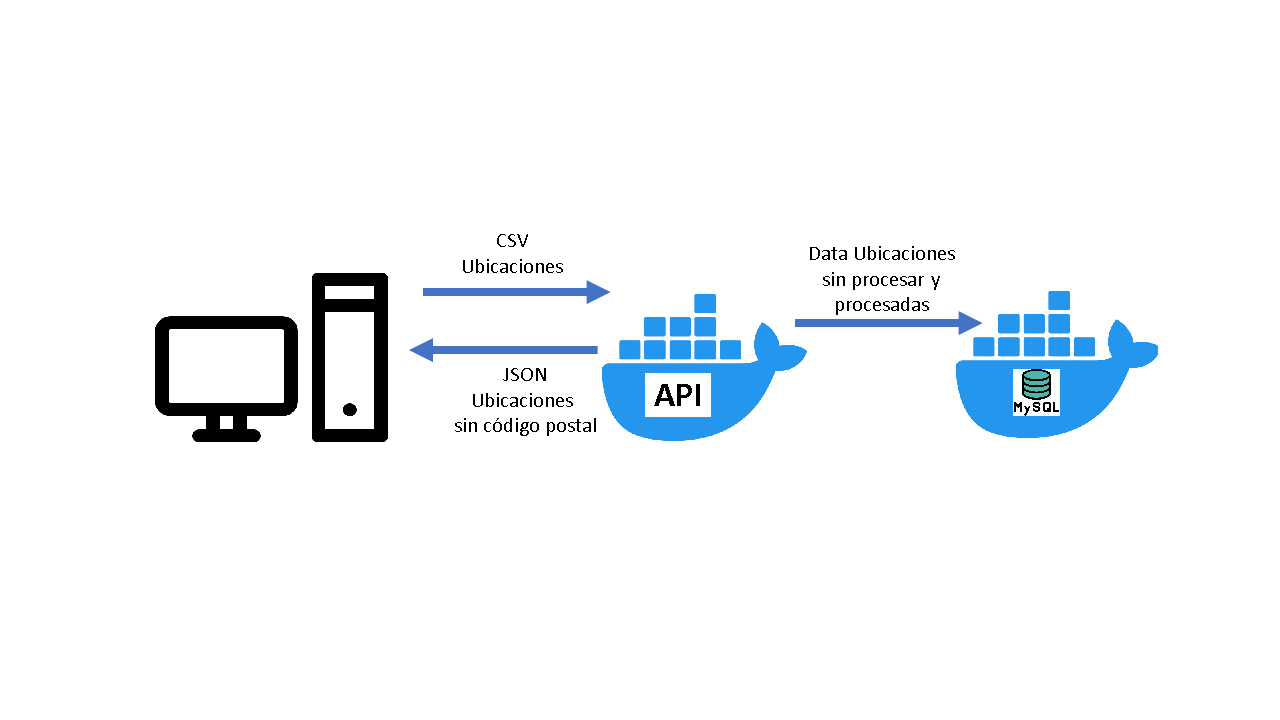 CSV
Ubicaciones
JSON
Ubicaciones
sin código postal
API
Data Ubicaciones
sin procesar y
procesadas
MySQL